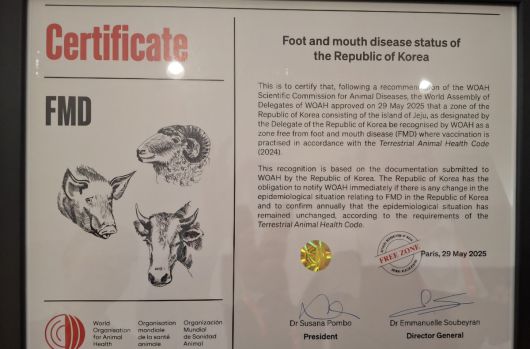 Certificate
FMD
World
Organisation
for Animal
Health
Organisation
mondiale
de la santé
animale
Organización
Mundial
de Sanidad
Animal
Foot and mouth disease status of
the Republic of Korea
This is to certify that, following a recommendation of the WOAH
Scientific Commission for Animal Diseases, the World Assembly of
Delegates of WOAH approved on 29 May 2025 that a zone of the
Republic of Korea consisting of the island of Jeju, as designated by
the Delegate of the Republic of Korea be recognised by WOAH as a
zone free from foot and mouth disease (FMD) where vaccination is
practised in accordance with the Terrestrial Animal Health Code
(2024).
This recognition is based on the documentation submitted to
WOAH by the Republic of Korea. The Republic of Korea has the
obligation to notify WOAH immediately if there is any change in the
epidemiological situation relating to FMD in the Republic of Korea
and to confirm annually that the epidemiological situation has
remained unchanged, according to the requirements of the
Terrestrial Animal Health Code.
FREE ZONE
Paris, 29 May 2025
Dr Susana Pombo
President
Dr Emmanuelle Soubeyran
Director General